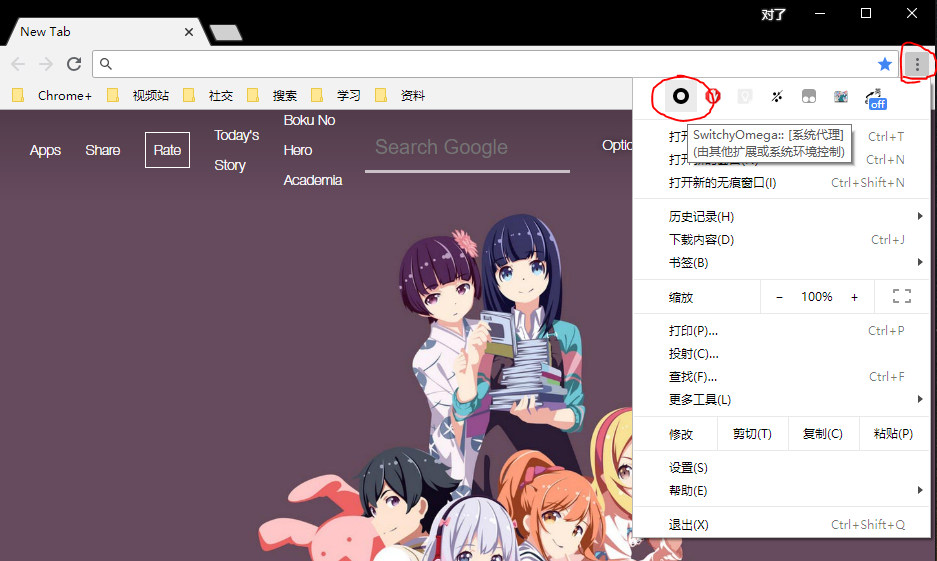 对了
New Tab
Chrome+ 视频站 社交 搜索 学习 资料
off
Apps Share Rate Today's Story Boku No Hero Academia Search Google Optio
SwitchyOmega:: [系统代理]
(由其他扩展或系统环境控制)
打开 Ctrl+T
打开新的窗口(N) Ctrl+N
打开新的无痕窗口(I) Ctrl+Shift+N
历史记录(H)
下载内容(D) Ctrl+J
书签(B)
缩放 − 100% +
打印(P)... Ctrl+P
投射(C)...
查找(F)... Ctrl+F
更多工具(L)
修改 剪切(T) 复制(C) 粘贴(P)
设置(S)
帮助(E)
退出(X) Ctrl+Shift+Q